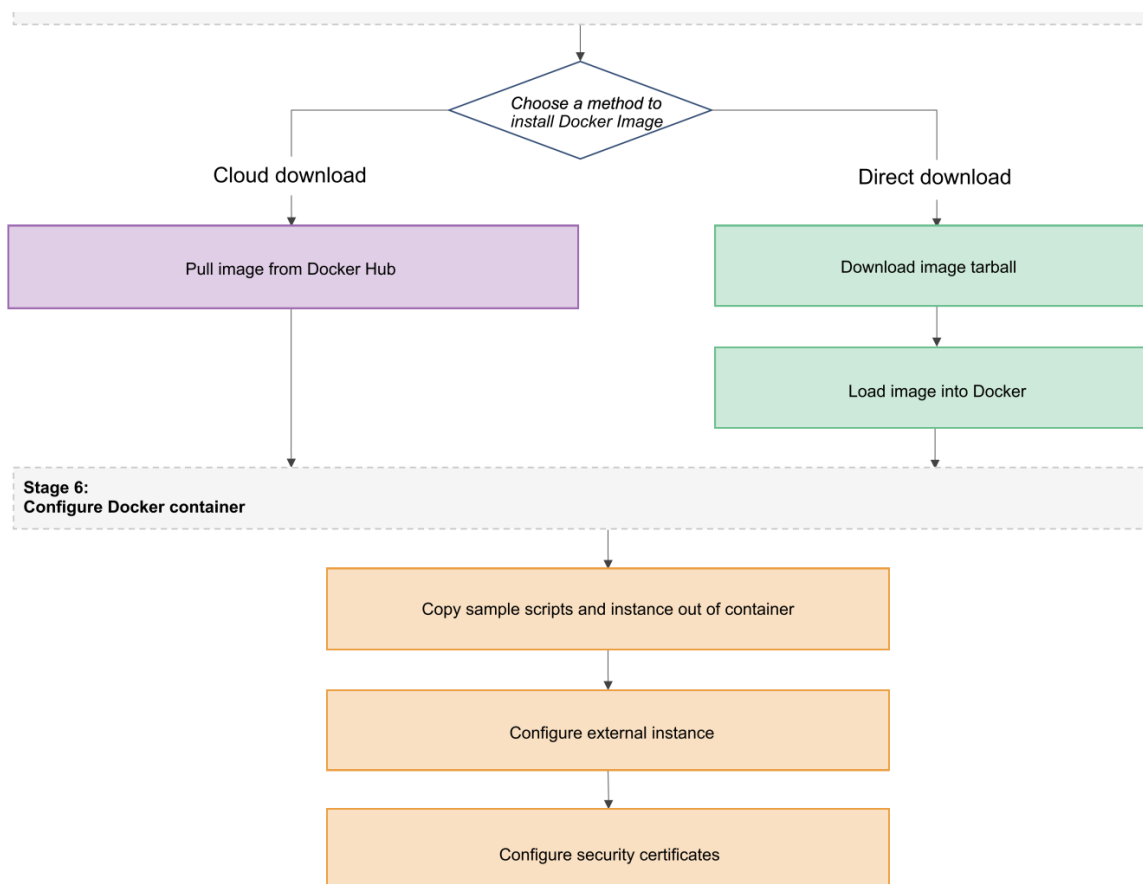 Choose a method to
install Docker Image
Cloud download
Direct download
Pull image from Docker Hub
Download image tarball
Load image into Docker
Stage 6:
Configure Docker container
Copy sample scripts and instance out of container
Configure external instance
Configure security certificates